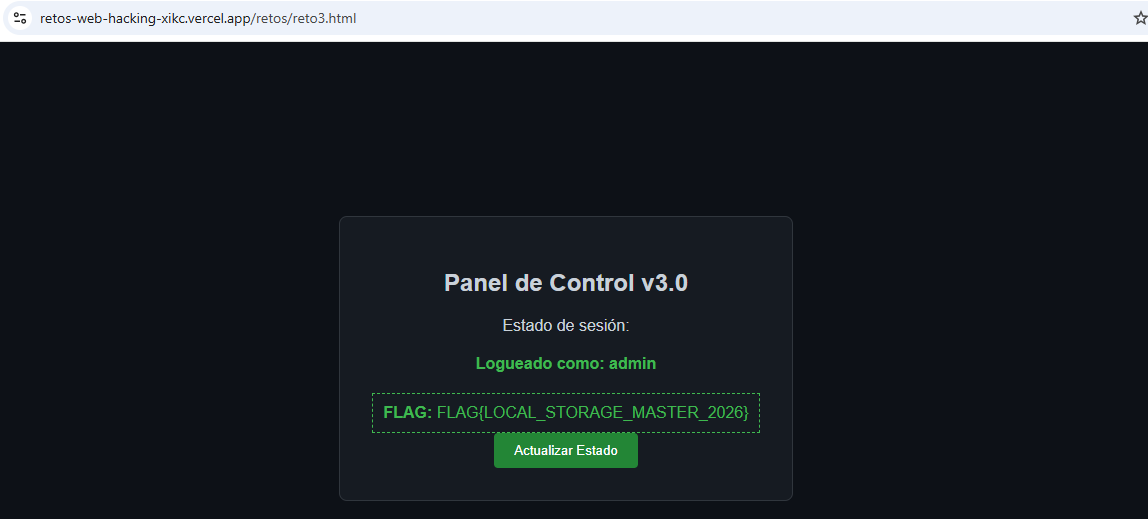 retos-web-hacking-xikc.vercel.app/retos/reto3.html
Panel de Control v3.0
Estado de sesión:
Logueado como: admin
FLAG: FLAG{LOCAL_STORAGE_MASTER_2026}
Actualizar Estado